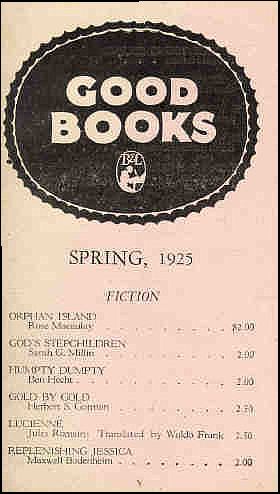 GOOD
BOOKS
B&L
SPRING, 1925
FICTION
ORPHAN ISLAND
Rose Macaulay . . . . . . . . $2.00
GOD'S STEPCHILDREN
Sarah G. Millin . . . . . . . . 2.00
HUMPTY DUMPTY
Ben Hecht . . . . . . . . . 2.00
GOLD BY GOLD
Herbert S. Gorman . . . . . . . 2.50
LUCIENNE
Jules Romains Translated by Waldo Frank 2.50
REPLENISHING JESSICA
Maxwell Bodenheim . . . . . . . 2.00